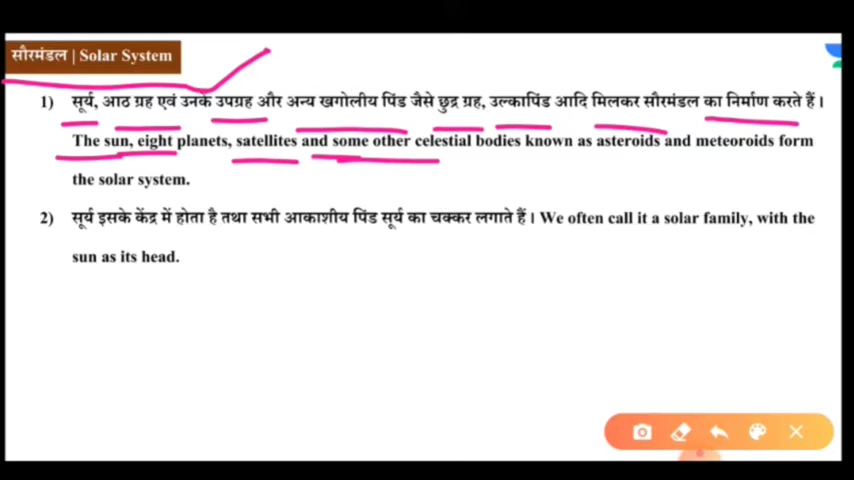 सौरमंडल | Solar System
1) सूर्य, आठ ग्रह एवं उनके उपग्रह और अन्य खगोलीय पिंड जैसे छुद्र ग्रह, उल्कापिंड आदि मिलकर सौरमंडल का निर्माण करते हैं।
The sun, eight planets, satellites and some other celestial bodies known as asteroids and meteoroids form
the solar system.
2) सूर्य इसके केंद्र में होता है तथा सभी आकाशीय पिंड सूर्य का चक्कर लगाते हैं। We often call it a solar family, with the
sun as its head.